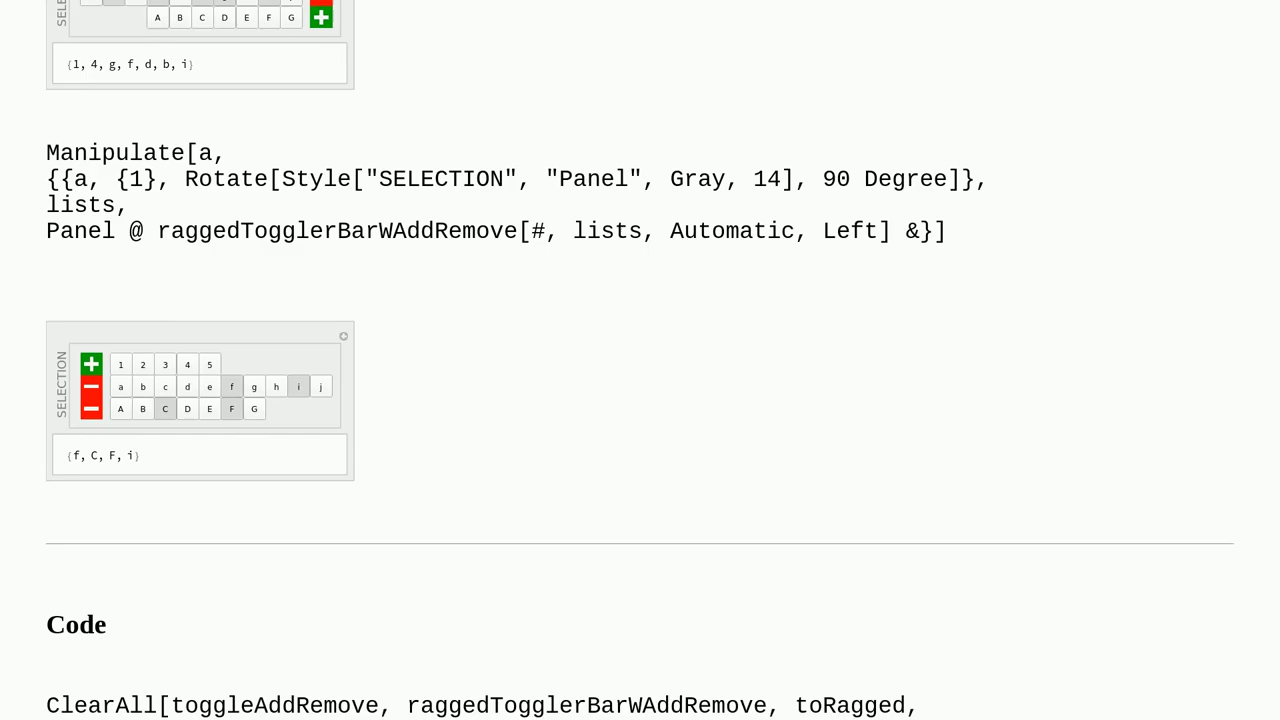 A B C D E F G
{1, 4, g, f, d, b, i}
Manipulate[a,
{{a, {1}, Rotate[Style["SELECTION", "Panel", Gray, 14], 90 Degree]},
lists,
Panel @ raggedTogglerBarWAddRemove[#, lists, Automatic, Left] &}]
SELECTION
1 2 3 4 5
a b c d e f g h i j
A B C D E F G
{f, C, F, i}
Code
ClearAll[toggleAddRemove, raggedTogglerBarWAddRemove, toRagged,